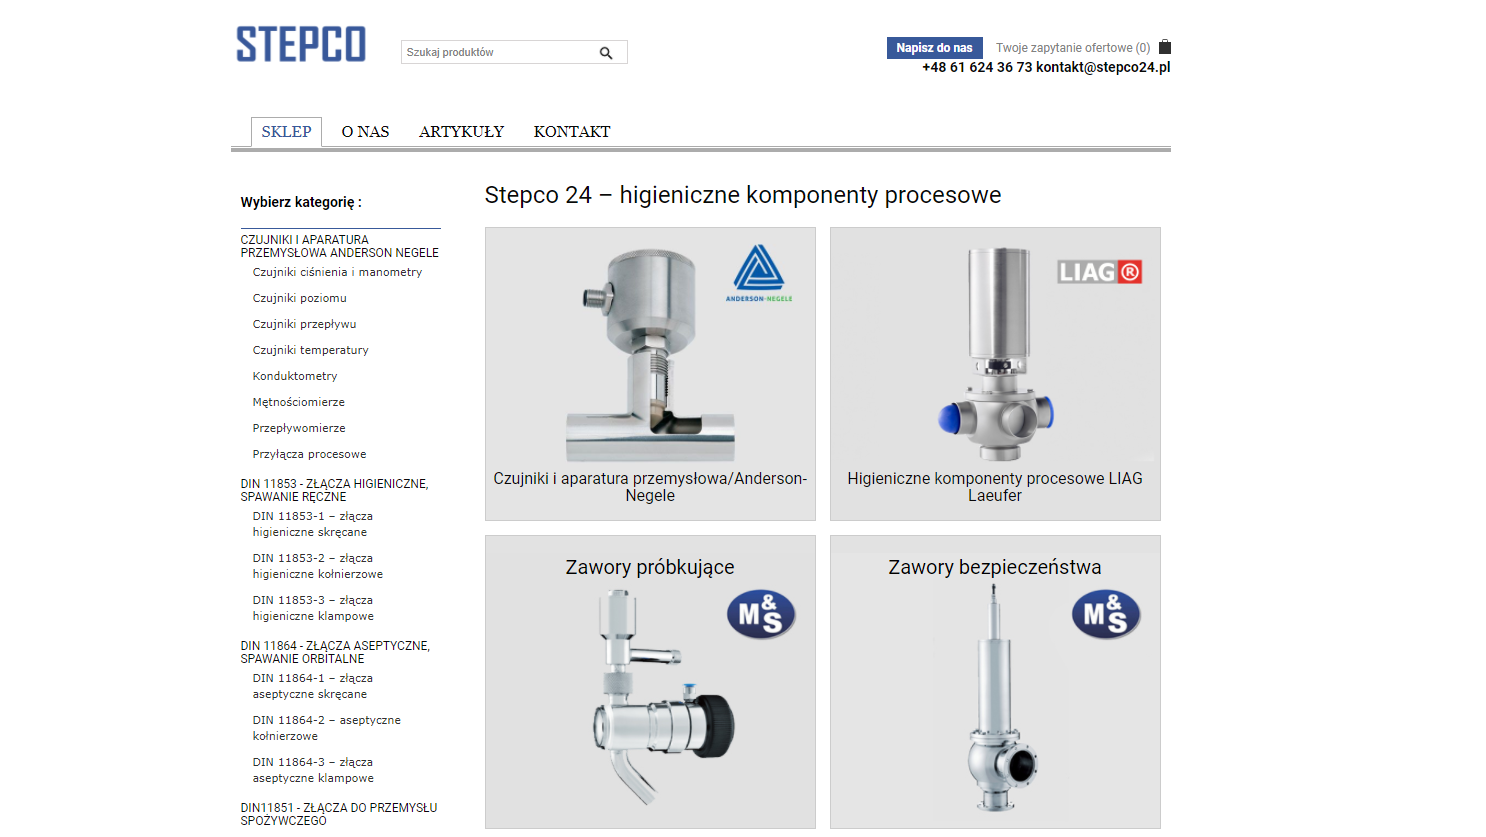 STEPCO
Szukaj produktów
Napisz do nas
Twoje zapytanie ofertowe (0)
+48 61 624 36 73 kontakt@stepco24.pl
SKLEP
O NAS
ARTYKUŁY
KONTAKT
Wybierz kategorię :
CZUJNIKI I APARATURA
PRZEMYSŁOWA ANDERSON NEGELE
Czujniki ciśnienia i manometry
Czujniki poziomu
Czujniki przepływu
Czujniki temperatury
Konduktometry
Mętnościomierze
Przepływomierze
Przyłącza procesowe
DIN 11853 - ZŁĄCZA HIGIENICZNE,
SPAWANIE RĘCZNE
DIN 11853-1 – złącza
higieniczne skręcane
DIN 11853-2 – złącza
higieniczne kołnierzowe
DIN 11853-3 – złącza
higieniczne klampowe
DIN 11864 - ZŁĄCZA ASEPTYCZNE,
SPAWANIE ORBITALNE
DIN 11864-1 – złącza
aseptyczne skręcane
DIN 11864-2 – aseptyczne
kołnierzowe
DIN 11864-3 – złącza
aseptyczne klampowe
DIN11851 - ZŁĄCZA DO PRZEMYSŁU
SPOŻYWCZEGO
Stepco 24 – higieniczne komponenty procesowe
ANDERSON-NEGELE
Czujniki i aparatura przemysłowa/Anderson-
Negele
LIAG®
Higieniczne komponenty procesowe LIAG
Laeufer
Zawory próbkujące
M&S
Zawory bezpieczeństwa
M&S